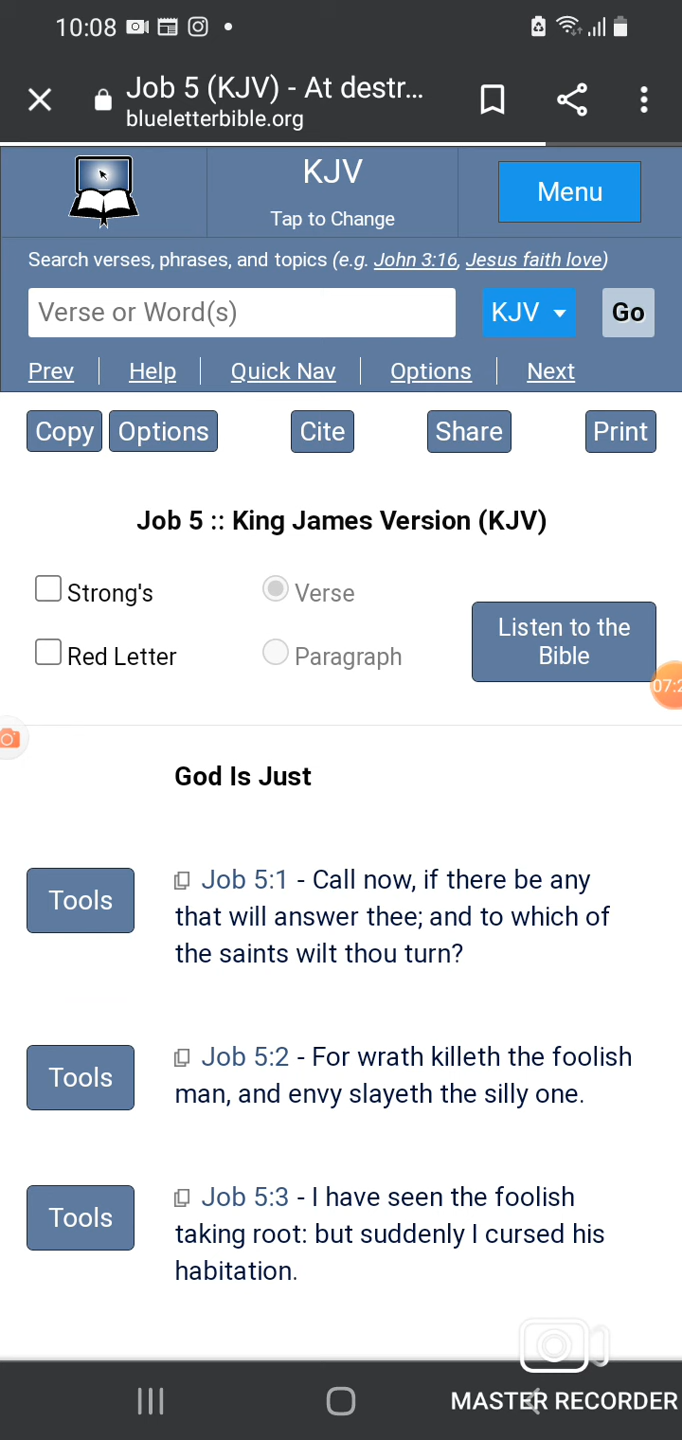 10:08
Job 5 (KJV) - At destr...
blueletterbible.org
KJV
Tap to Change
Menu
Search verses, phrases, and topics (e.g. John 3:16, Jesus faith love)
Verse or Word(s)
KJV
Go
Prev
Help
Quick Nav
Options
Next
Copy
Options
Cite
Share
Print
Job 5 :: King James Version (KJV)
Strong's
Verse
Red Letter
Paragraph
Listen to the
Bible
07:2
God Is Just
Tools
Job 5:1 - Call now, if there be any
that will answer thee; and to which of
the saints wilt thou turn?
Tools
Job 5:2 - For wrath killeth the foolish
man, and envy slayeth the silly one.
Tools
Job 5:3 - I have seen the foolish
taking root: but suddenly I cursed his
habitation.
MASTER RECORDER